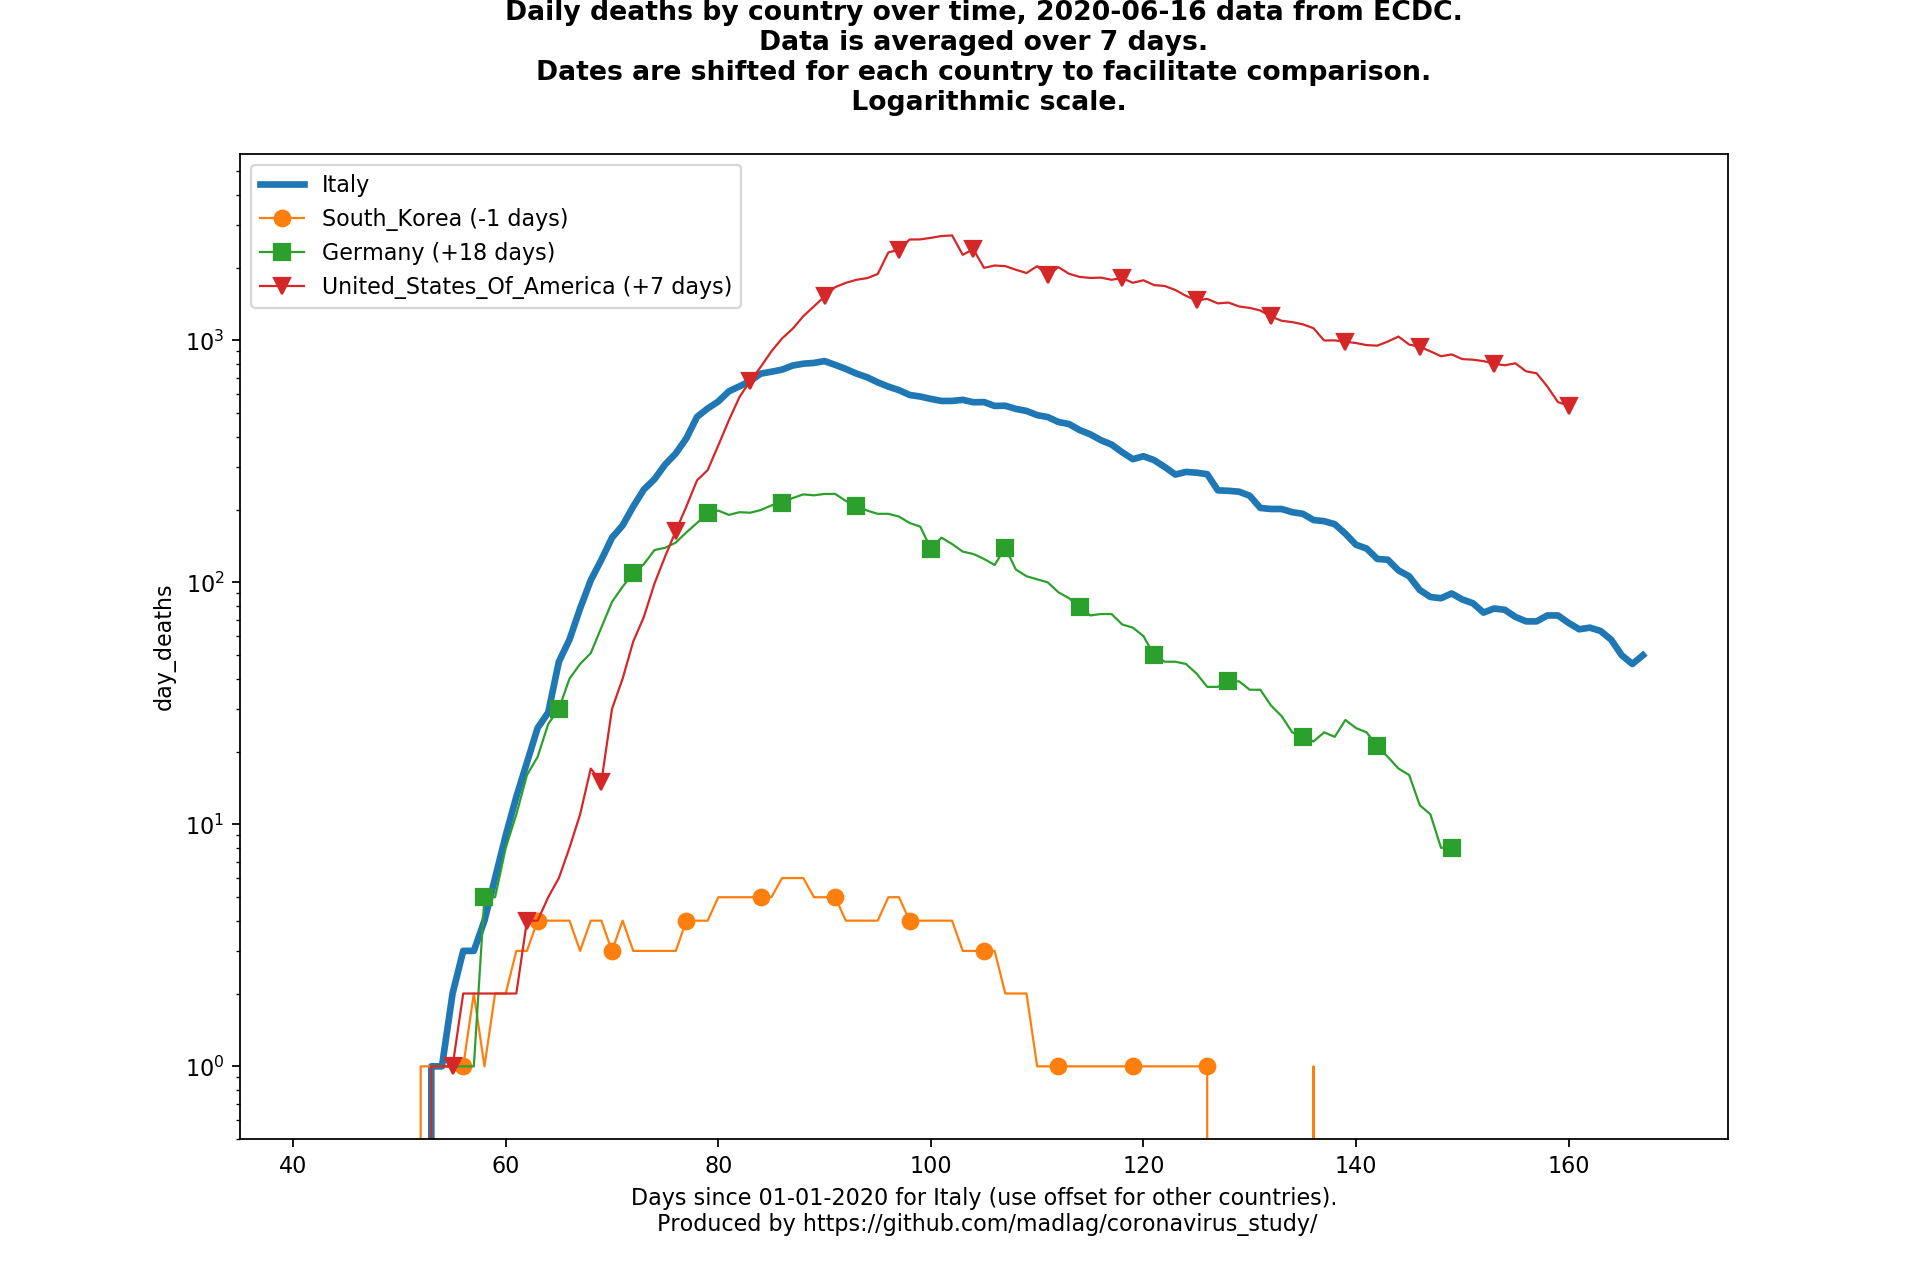 Daily deaths by country over time, 2020-06-16 data from ECDC.
Data is averaged over 7 days.
Dates are shifted for each country to facilitate comparison.
Logarithmic scale.
Italy
South_Korea (-1 days)
Germany (+18 days)
United_States_Of_America (+7 days)
day_deaths
10³
10²
10¹
10⁰
40 60 80 100 120 140 160
Days since 01-01-2020 for Italy (use offset for other countries).
Produced by https://github.com/madlag/coronavirus_study/